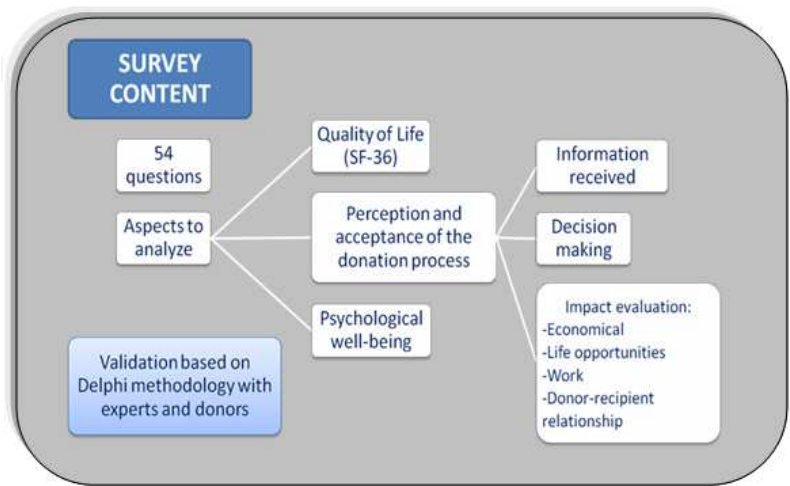 SURVEY
CONTENT
54
questions
Aspects to
analyze
Quality of Life
(SF-36)
Perception and
acceptance of the
donation process
Psychological
well-being
Information
received
Decision
making
Impact evaluation:
-Economical
-Life opportunities
-Work
-Donor-recipient
relationship
Validation based on
Delphi methodology with
experts and donors